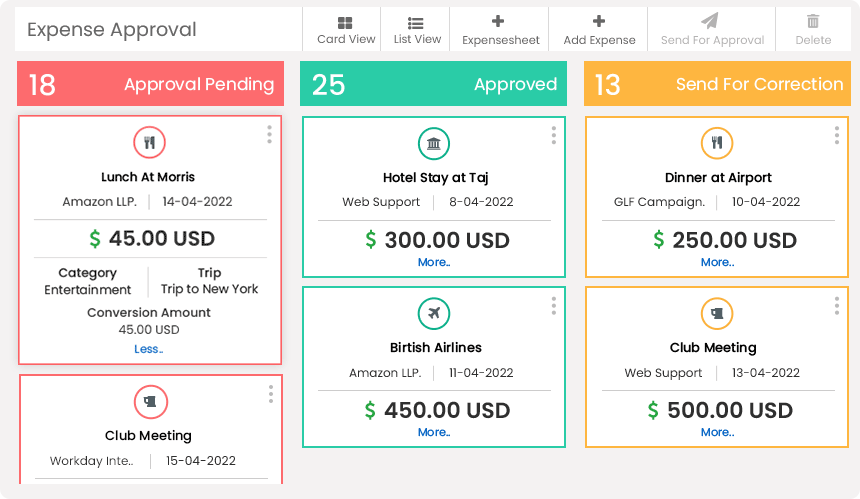 Expense Approval
Card View
List View
Expensesheet
Add Expense
Send For Approval
Delete
18 Approval Pending
Lunch At Morris
Amazon LLP. 14-04-2022
$ 45.00 USD
Category Trip
Entertainment Trip to New York
Conversion Amount
45.00 USD
Less..
Club Meeting
Workday Inte.. 15-04-2022
25 Approved
Hotel Stay at Taj
Web Support 8-04-2022
$ 300.00 USD
More..
Birtish Airlines
Amazon LLP. 11-04-2022
$ 450.00 USD
More..
13 Send For Correction
Dinner at Airport
GLF Campaign. 10-04-2022
$ 250.00 USD
More..
Club Meeting
Web Support 13-04-2022
$ 500.00 USD
More..